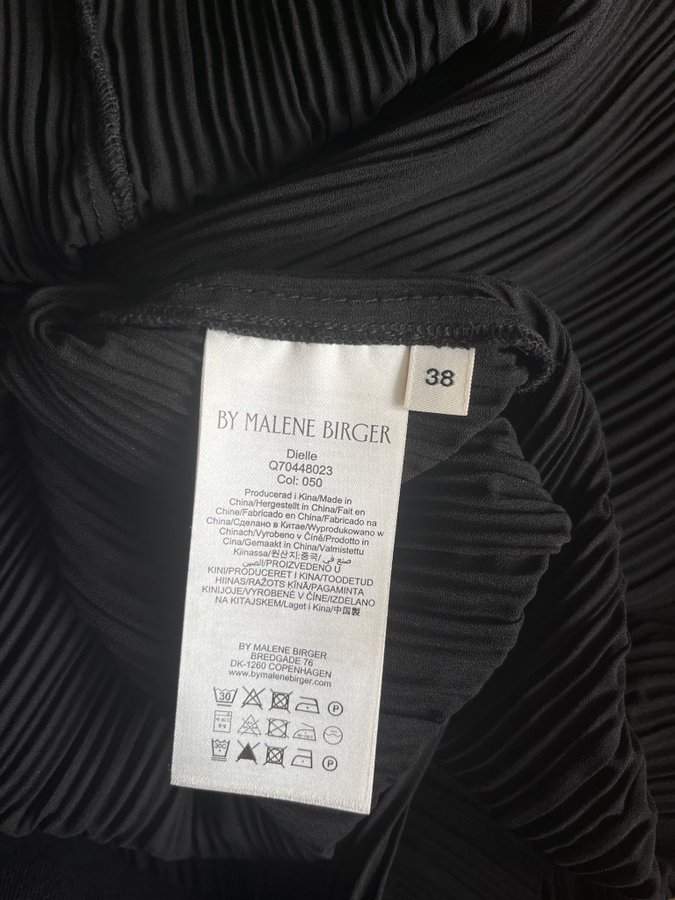 38
BY MALENE BIRGER
Dielle
Q70448023
Col: 050
Producerad i Kina/Made in
China/Hergestellt in China/Fait en
Chine/Fabricado en China/Fabricado na
China/Сделано в Китае/Wyprodukowano w
Chinach/Vyrobeno v Číně/Prodotto in
Cina/Gemaakt in China/Valmistettu
Kiinassa/원산지:중국/ صنع في
الصين/PROIZVEDENO U
KINI/PRODUCERET I KINA/TOODETUD
HIINAS/RAŽOTS ĶĪNĀ/PAGAMINTA
KINIJOJE/VYROBENÉ V ČÍNE/IZDELANO
NA KITAJSKEM/Laget i Kina/中国製
BY MALENE BIRGER
BREDGADE 76
DK-1260 COPENHAGEN
www.bymalenebirger.com
30 P
P